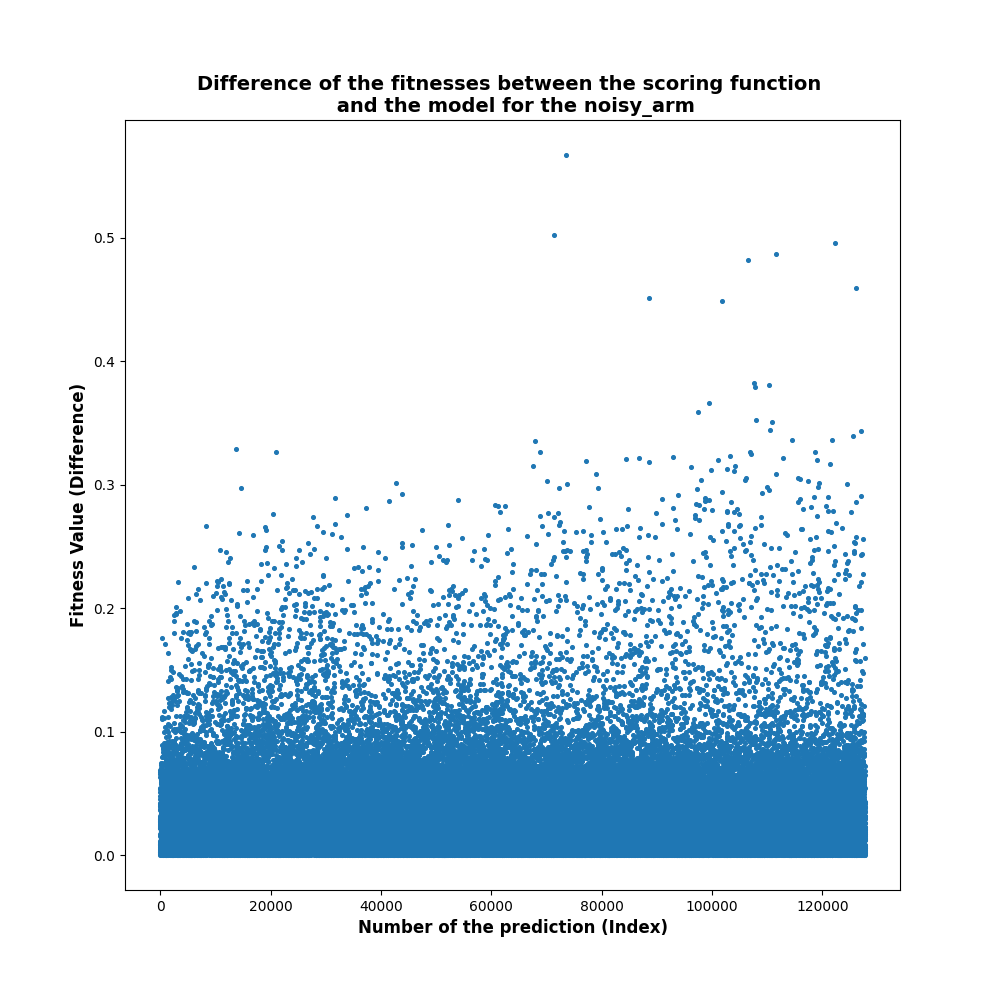 Difference of the fitnesses between the scoring function
and the model for the noisy_arm
Fitness Value (Difference)
0.5
0.4
0.3
0.2
0.1
0.0
0 20000 40000 60000 80000 100000 120000
Number of the prediction (Index)